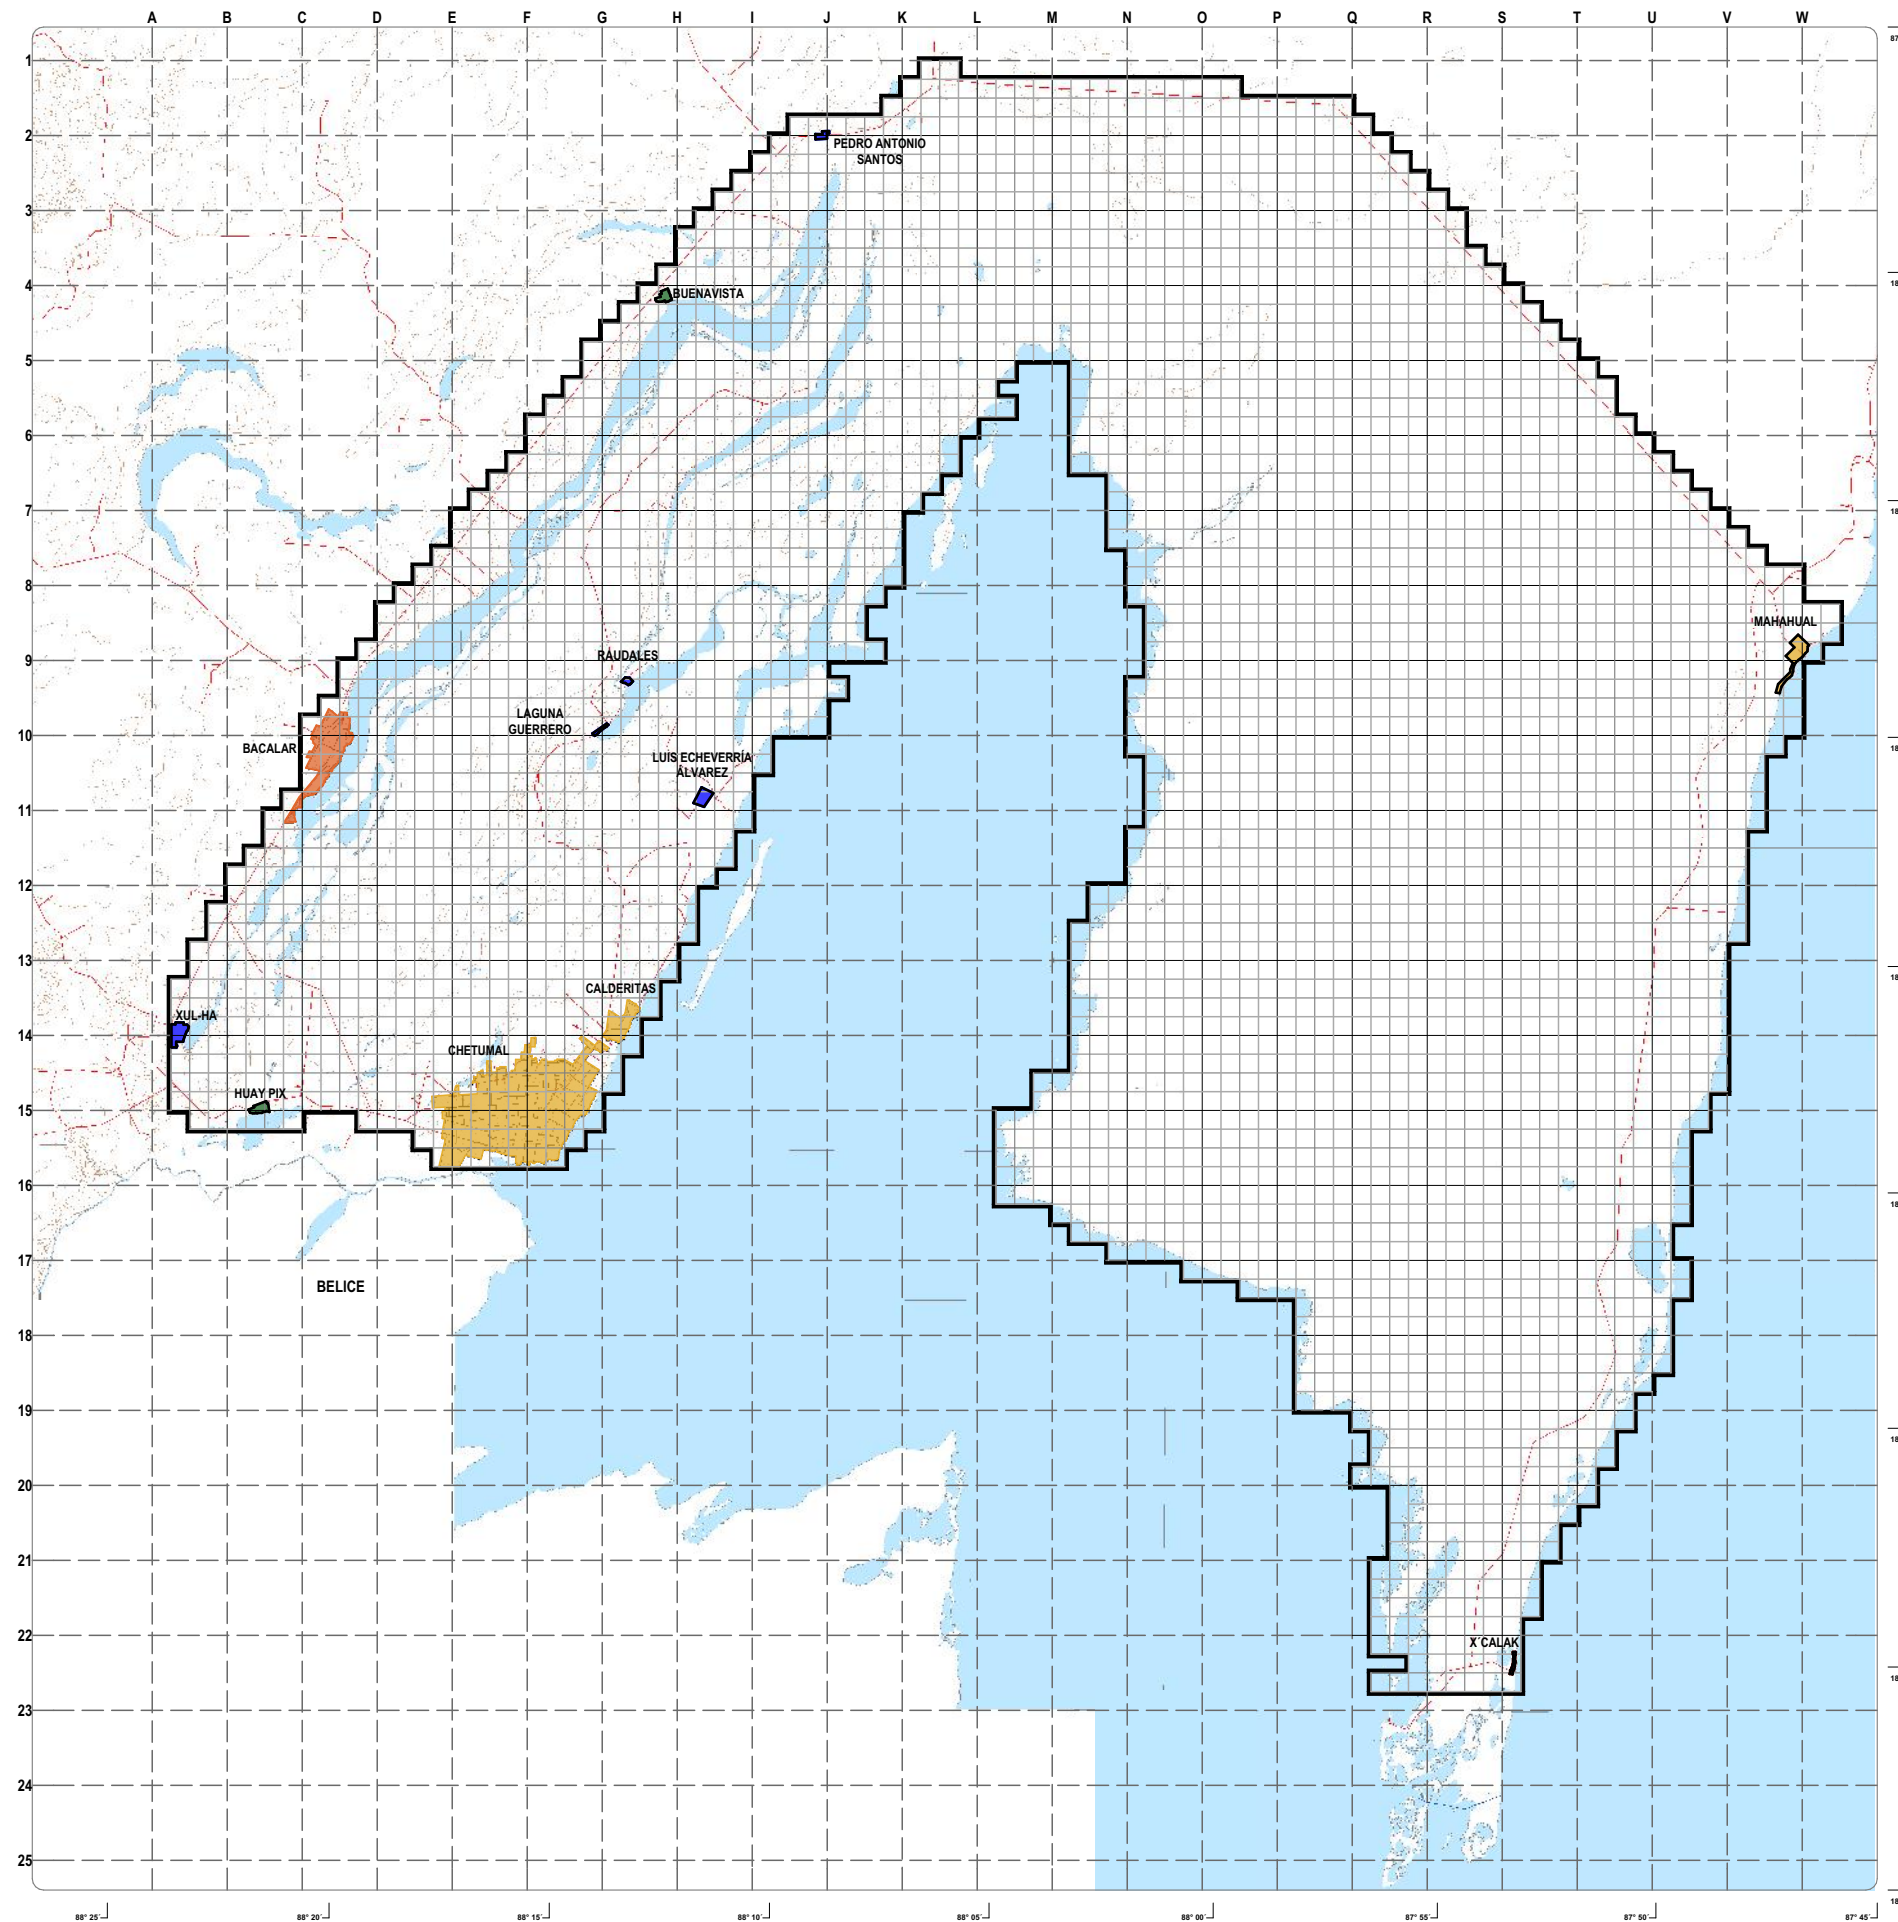 A B C D E F G H I J K L M N O P Q R S T U V W
1
2
PEDRO ANTONIO
SANTOS
3
4
BUENAVISTA
5
6
7
8
MAHAHUAL
RAUDALES
9
LAGUNA
GUERRERO
10
BACALAR
LUIS ECHEVERRÍA
ÁLVAREZ
11
12
13
CALDERITAS
XUL-HA
14
CHETUMAL
HUAY PIX
15
16
17
BELICE
18
19
20
21
22
X´CALAK
23
24
25
88° 25´ 88° 20´ 88° 15´ 88° 10´ 88° 05´ 88° 00´ 87° 55´ 87° 50´ 87° 45´